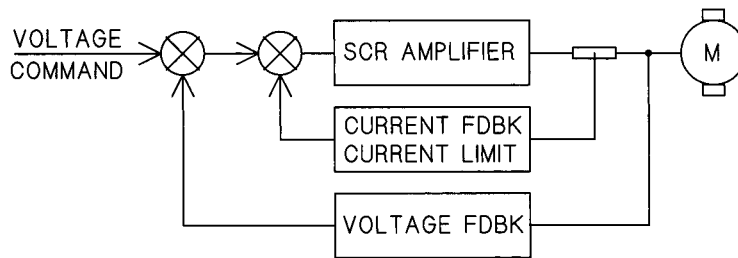 VOLTAGE
COMMAND
SCR AMPLIFIER
M
CURRENT FDBK
CURRENT LIMIT
VOLTAGE FDBK